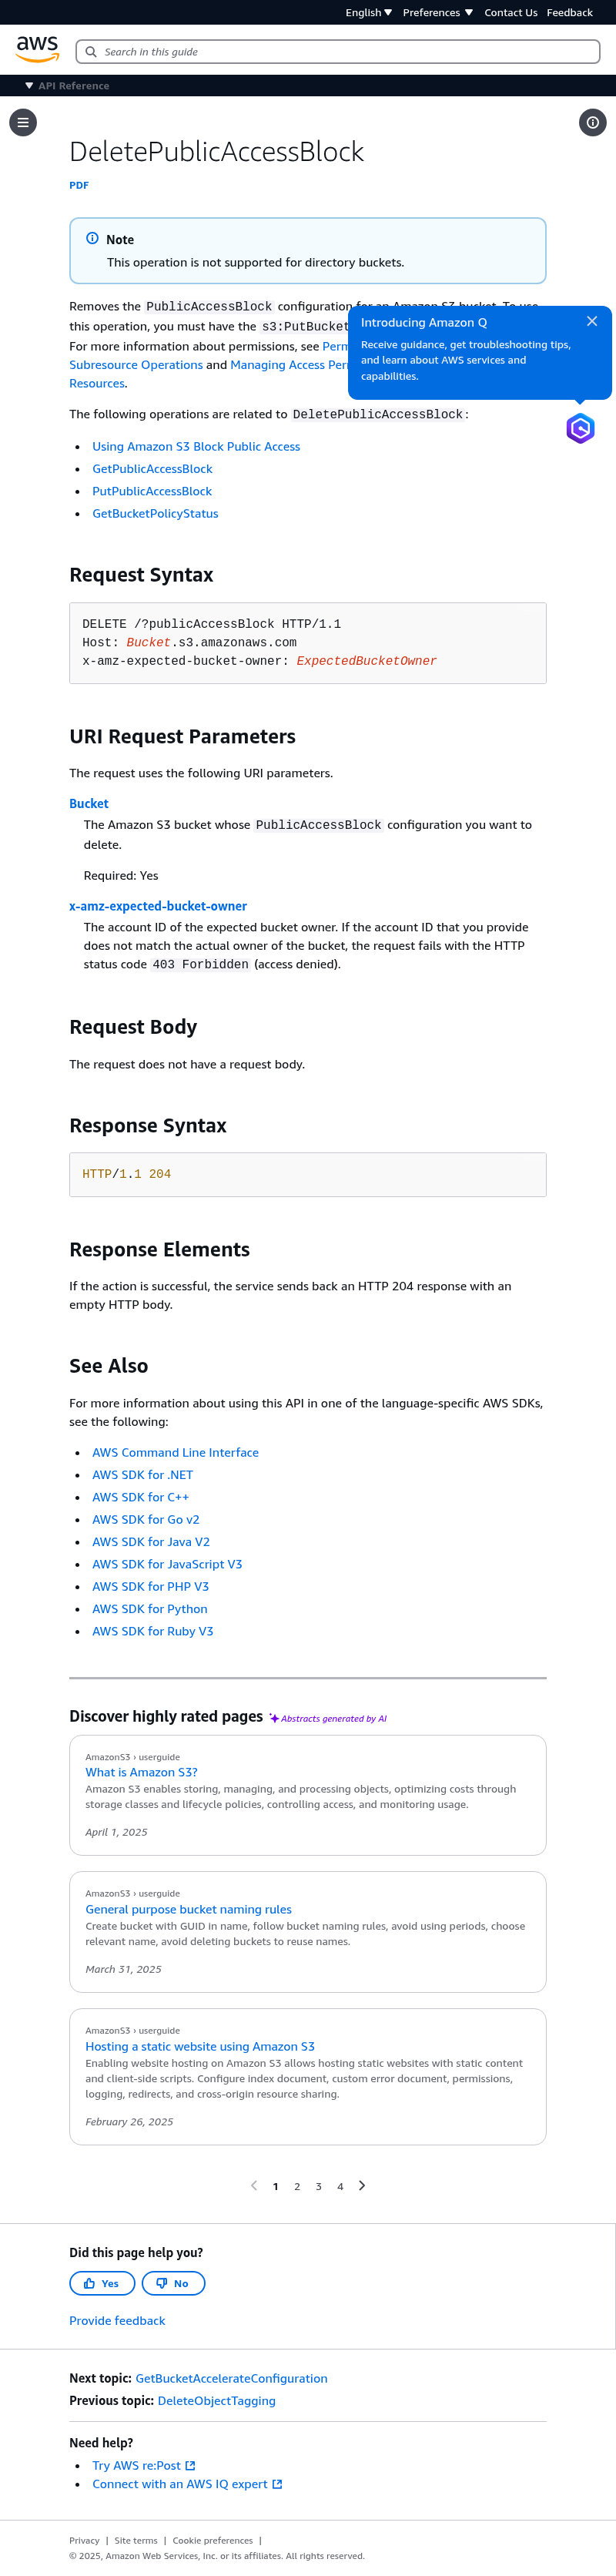 English Preferences Contact Us Feedback
aws
Search in this guide
API Reference
DeletePublicAccessBlock
PDF
Note
This operation is not supported for directory buckets.
Removes the PublicAccessBlock configuration for an Amazon S3 bucket. To use
this operation, you must have the s3:PutBucket
For more information about permissions, see
Subresource Operations and Managing Access
Resources.
Introducing Amazon Q
Receive guidance, get troubleshooting tips,
and learn about AWS services and
capabilities.
The following operations are related to DeletePublicAccessBlock:
Using Amazon S3 Block Public Access
GetPublicAccessBlock
PutPublicAccessBlock
GetBucketPolicyStatus
Request Syntax
DELETE /?publicAccessBlock HTTP/1.1
Host: Bucket.s3.amazonaws.com
x-amz-expected-bucket-owner: ExpectedBucketOwner
URI Request Parameters
The request uses the following URI parameters.
Bucket
The Amazon S3 bucket whose PublicAccessBlock configuration you want to
delete.
Required: Yes
x-amz-expected-bucket-owner
The account ID of the expected bucket owner. If the account ID that you provide
does not match the actual owner of the bucket, the request fails with the HTTP
status code 403 Forbidden (access denied).
Request Body
The request does not have a request body.
Response Syntax
HTTP/1.1 204
Response Elements
If the action is successful, the service sends back an HTTP 204 response with an
empty HTTP body.
See Also
For more information about using this API in one of the language-specific AWS SDKs,
see the following:
AWS Command Line Interface
AWS SDK for .NET
AWS SDK for C++
AWS SDK for Go v2
AWS SDK for Java V2
AWS SDK for JavaScript V3
AWS SDK for PHP V3
AWS SDK for Python
AWS SDK for Ruby V3
Discover highly rated pages Abstracts generated by AI
AmazonS3 › userguide
What is Amazon S3?
Amazon S3 enables storing, managing, and processing objects, optimizing costs through
storage classes and lifecycle policies, controlling access, and monitoring usage.
April 1, 2025
AmazonS3 › userguide
General purpose bucket naming rules
Create bucket with GUID in name, follow bucket naming rules, avoid using periods, choose
relevant name, avoid deleting buckets to reuse names.
March 31, 2025
AmazonS3 › userguide
Hosting a static website using Amazon S3
Enabling website hosting on Amazon S3 allows hosting static websites with static content
and client-side scripts. Configure index document, custom error document, permissions,
logging, redirects, and cross-origin resource sharing.
February 26, 2025
1 2 3 4
Did this page help you?
Yes No
Provide feedback
Next topic: GetBucketAccelerateConfiguration
Previous topic: DeleteObjectTagging
Need help?
Try AWS re:Post
Connect with an AWS IQ expert
Privacy | Site terms | Cookie preferences |
© 2025, Amazon Web Services, Inc. or its affiliates. All rights reserved.